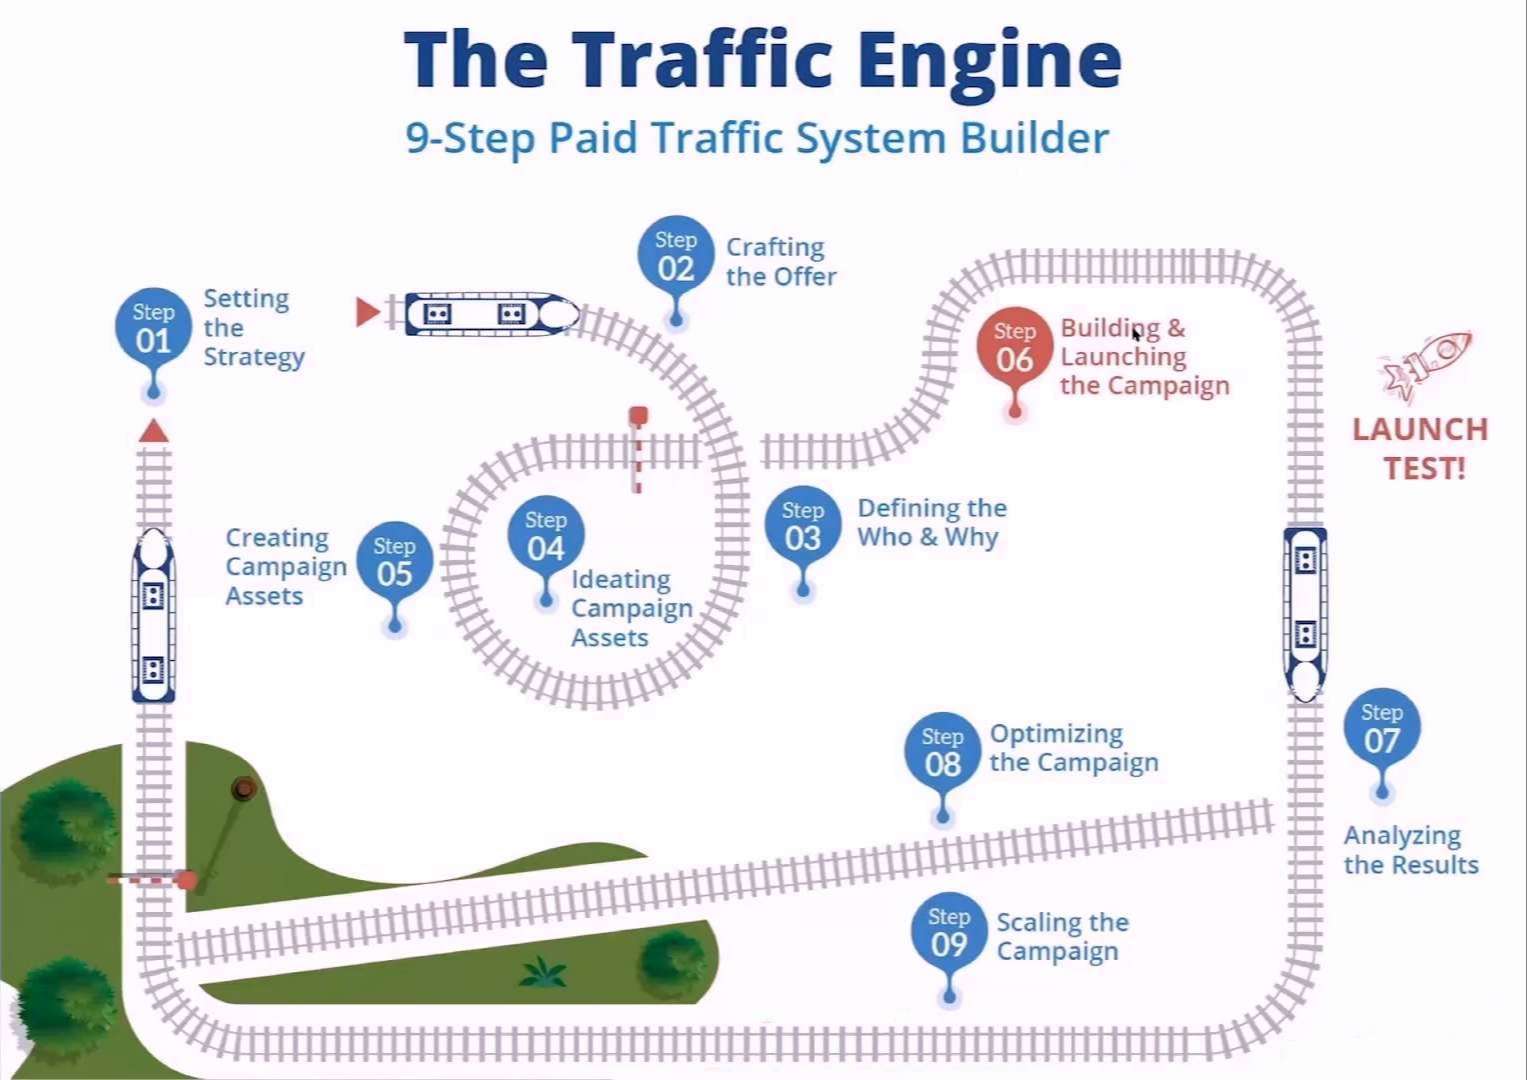 The Traffic Engine
9-Step Paid Traffic System Builder
Step
01
Setting
the
Strategy
Step
02
Crafting
the Offer
Step
03
Defining the
Who & Why
Step
04
Ideating
Campaign
Assets
Step
05
Creating
Campaign
Assets
Step
06
Building &
Launching
the Campaign
LAUNCH
TEST!
Step
07
Analyzing
the Results
Step
08
Optimizing
the Campaign
Step
09
Scaling the
Campaign